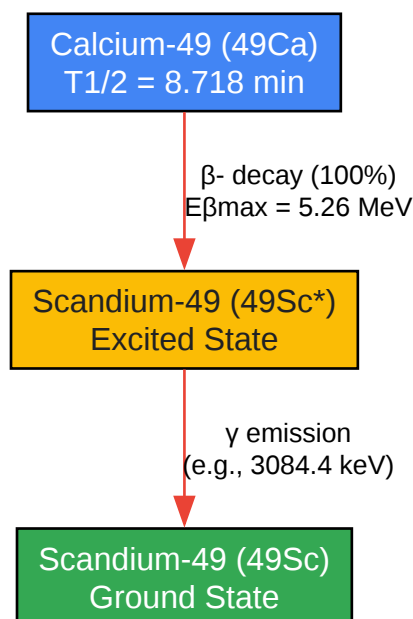 Calcium-49 (49Ca)
T1/2 = 8.718 min
β- decay (100%)
Eβmax = 5.26 MeV
Scandium-49 (49Sc*)
Excited State
γ emission
(e.g., 3084.4 keV)
Scandium-49 (49Sc)
Ground State